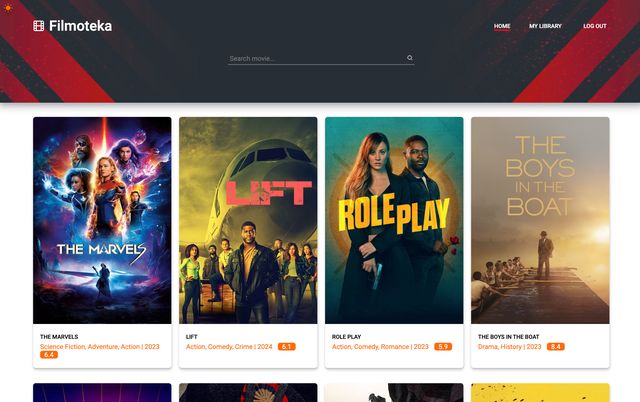 Filmoteka
HOME
MY LIBRARY
LOG OUT
Search movie...
THE MARVELS
LIFT
ROLE PLAY
THE
BOYS
IN THE
BOAT
THE MARVELS
Science Fiction, Adventure, Action | 2023
6.4
LIFT
Action, Comedy, Crime | 2024 6.1
ROLE PLAY
Action, Comedy, Romance | 2023 5.9
THE BOYS IN THE BOAT
Drama, History | 2023 8.4